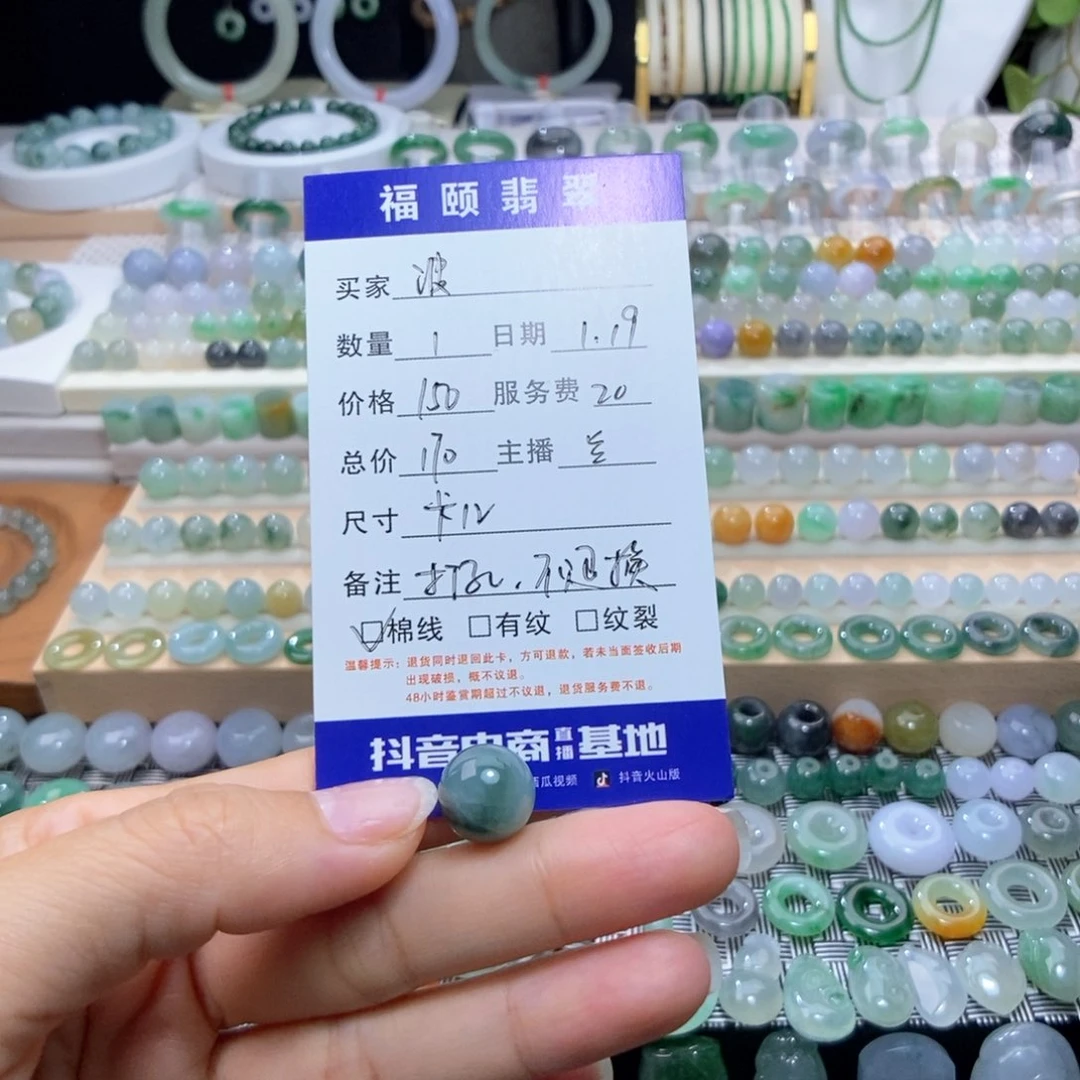 福颐翡翠
买家 波
数量 1 日期 1.19
价格 150 服务费 20
总价 170 主播 兰
尺寸 卡12
备注 打孔,不退换
☑棉线 □有纹 □纹裂
温馨提示:退货同时退回此卡,方可退款,若未当面签收后期
出现破损,概不议退。
48小时鉴赏期超过不议退,退货服务费不退。
抖音电商直播基地
西瓜视频 抖音火山版